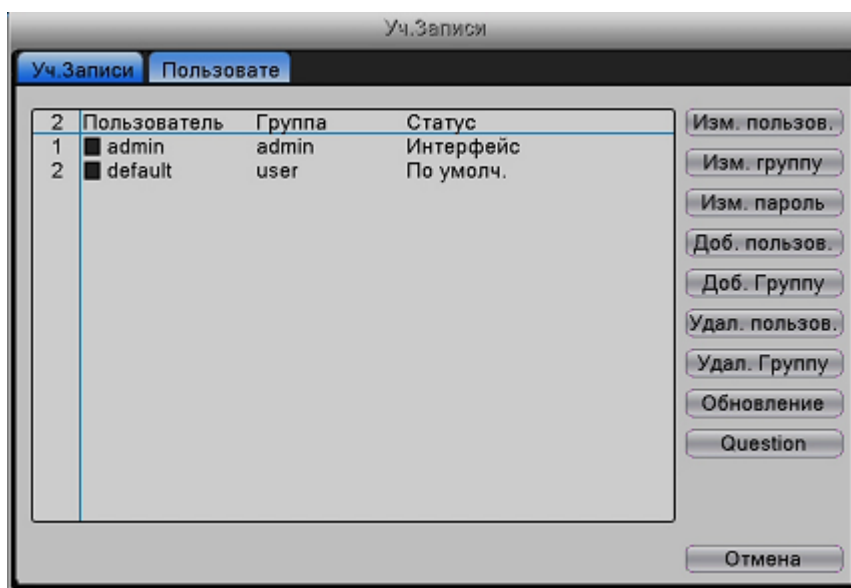 Уч.Записи
Уч.Записи Пользовате
2 Пользователь Группа Статус
1 admin admin Интерфейс
2 default user По умолч.
Изм. пользов.
Изм. группу
Изм. пароль
Доб. пользов.
Доб. Группу
Удал. пользов.
Удал. Группу
Обновление
Question
Отмена